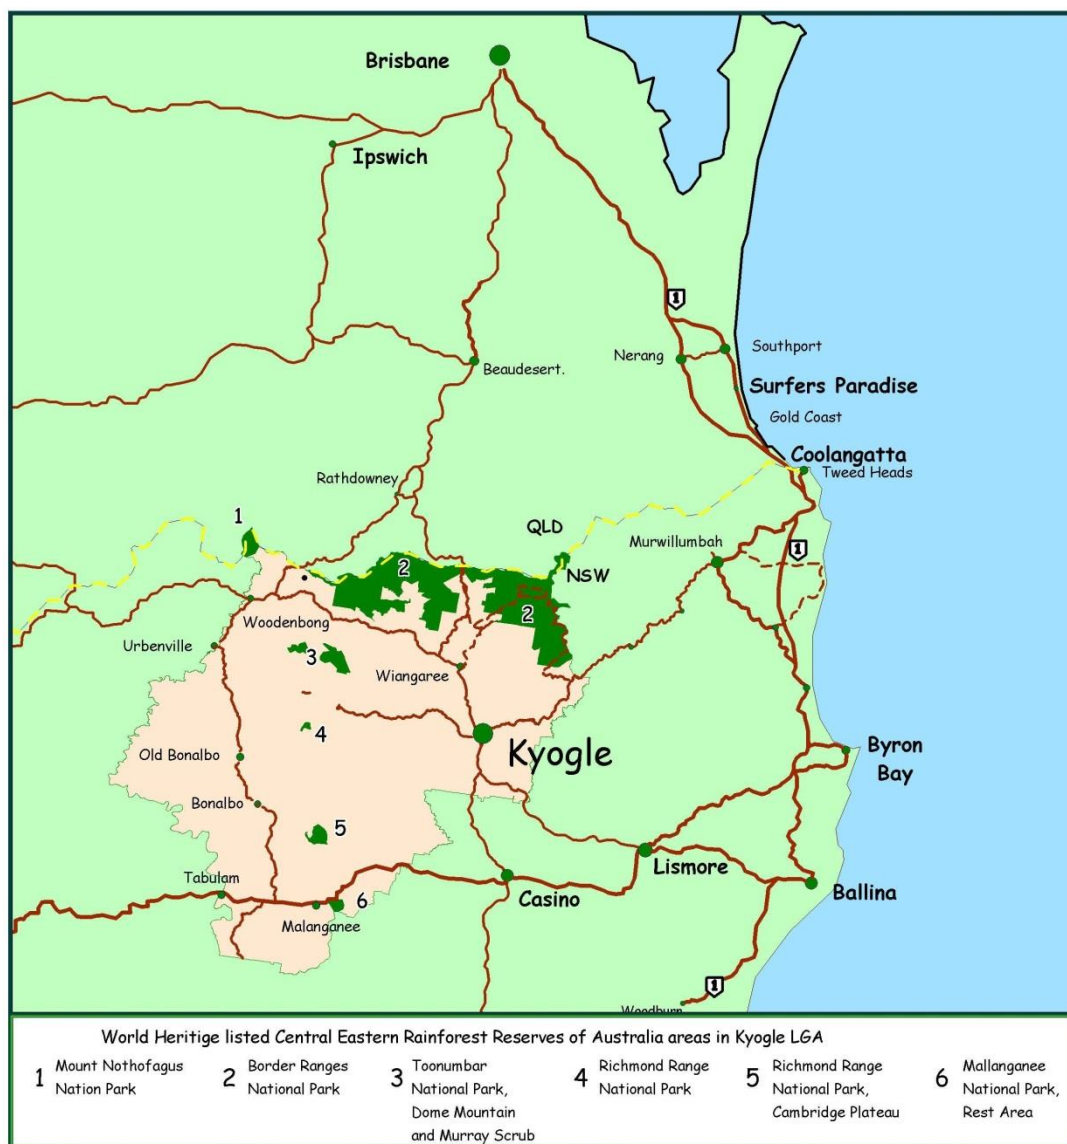 Brisbane
Ipswich
1
Southport
Nerang
Beaudesert.
Surfers Paradise
Gold Coast
Coolangatta
Tweed Heads
Rathdowney
1
QLD
Murwillumbah
1
2
NSW
2
Woodenbong
Urbenville
3
Wiangaree
4
Kyogle
Old Bonalbo
Byron
Bay
Bonalbo
5
Lismore
Tabulam
Casino
Ballina
6
Malanganee
1
Woodburn
World Heritige listed Central Eastern Rainforest Reserves of Australia areas in Kyogle LGA
1 Mount Nothofagus
Nation Park
2 Border Ranges
National Park
3 Toonumbar
National Park,
Dome Mountain
and Murray Scrub
4 Richmond Range
National Park
5 Richmond Range
National Park,
Cambridge Plateau
6 Mallanganee
National Park,
Rest Area